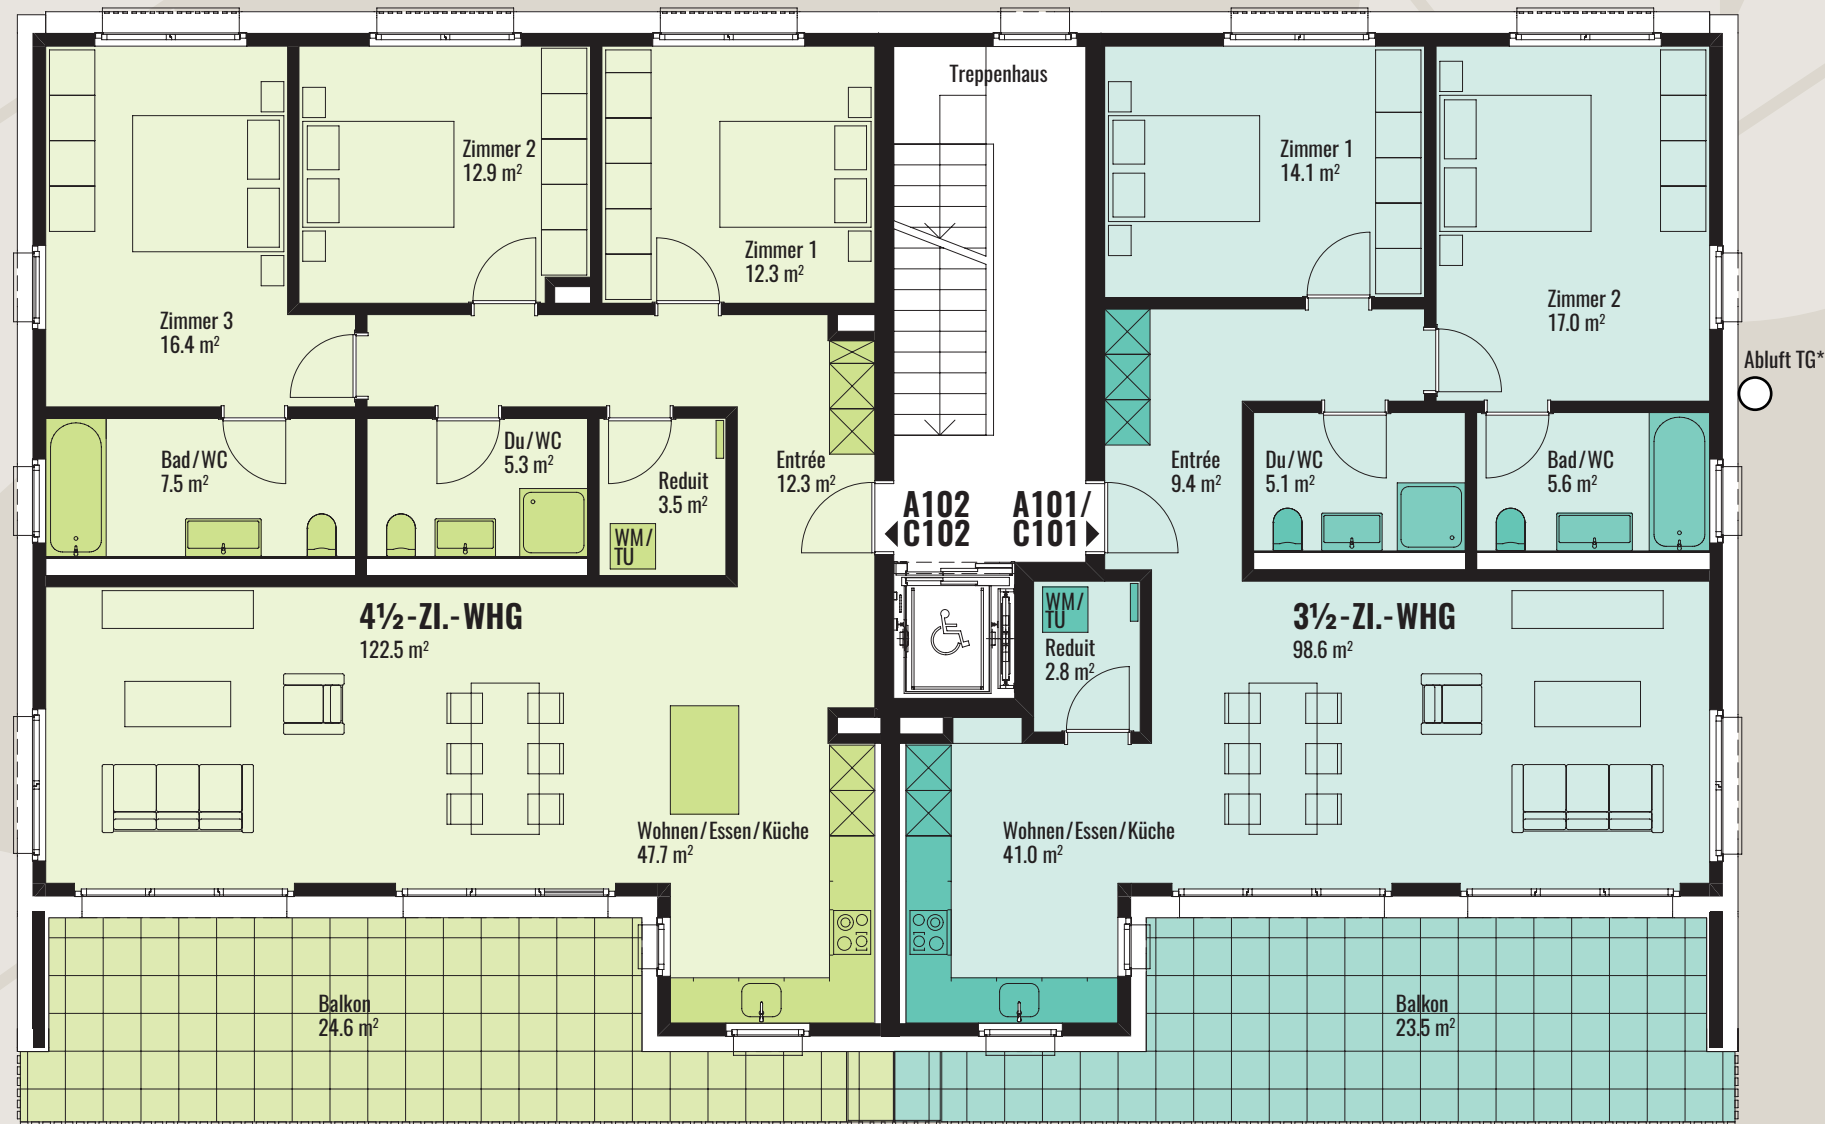 Treppenhaus
Zimmer 2
12.9 m²
Zimmer 1
12.3 m²
Zimmer 3
16.4 m²
Zimmer 1
14.1 m²
Zimmer 2
17.0 m²
Abluft TG*
Bad/WC
7.5 m²
Du/WC
5.3 m²
Reduit
3.5 m²
WM/
TU
Entrée
12.3 m²
A102
C102
A101/
C101
Entrée
9.4 m²
Du/WC
5.1 m²
Bad/WC
5.6 m²
4½-ZI.-WHG
122.5 m²
WM/
TU
Reduit
2.8 m²
3½-ZI.-WHG
98.6 m²
Wohnen/Essen/Küche
47.7 m²
Wohnen/Essen/Küche
41.0 m²
Balkon
24.6 m²
Balkon
23.5 m²